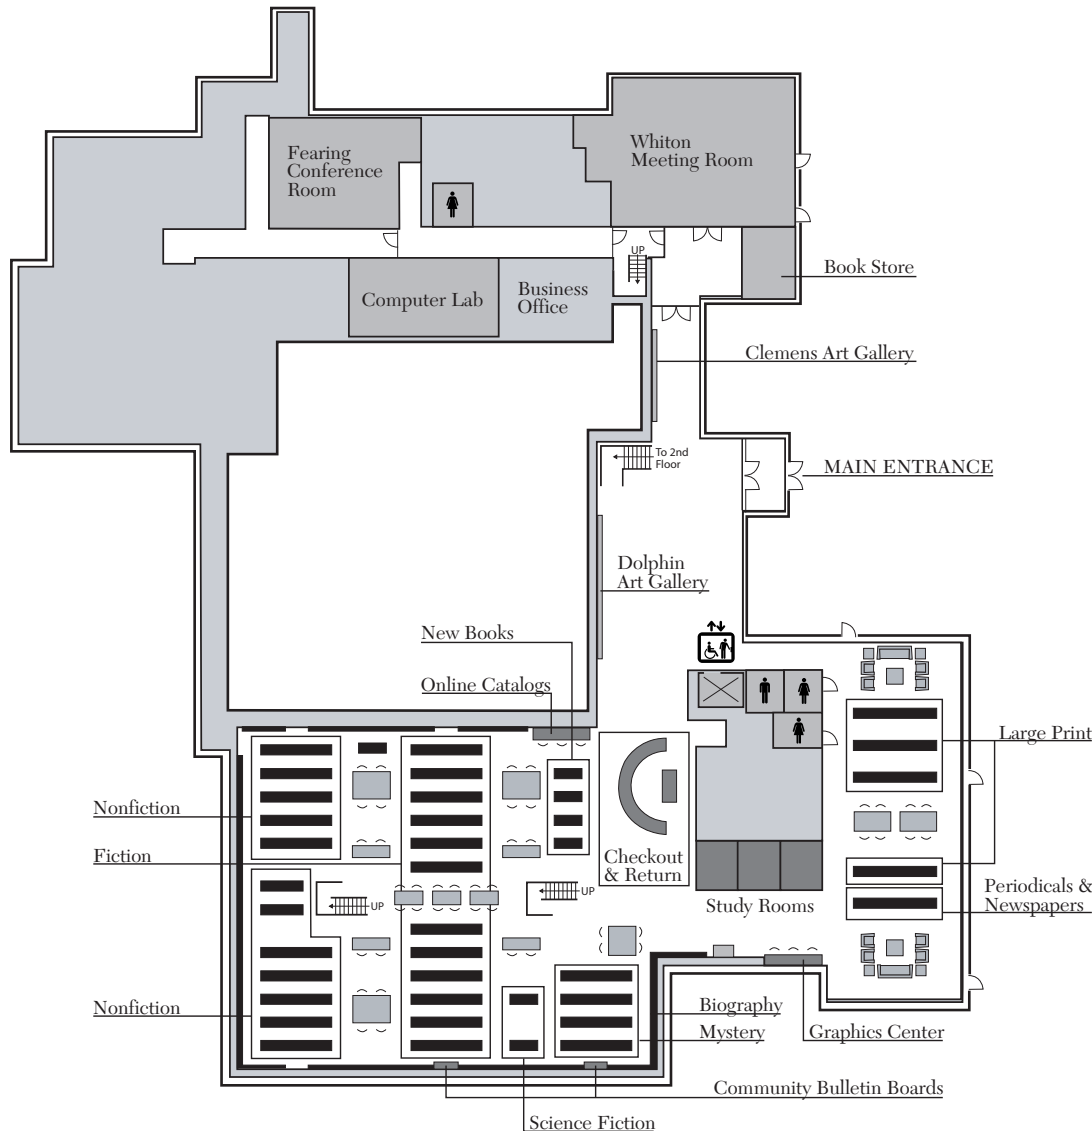 Fearing
Conference
Room
Whiton
Meeting Room
UP
Book Store
Computer Lab
Business
Office
Clemens Art Gallery
To 2nd
Floor
MAIN ENTRANCE
Dolphin
Art Gallery
New Books
Online Catalogs
Large Print
Nonfiction
Fiction
Checkout
& Return
UP
UP
Study Rooms
Periodicals &
Newspapers
Nonfiction
Biography
Mystery
Graphics Center
Community Bulletin Boards
Science Fiction